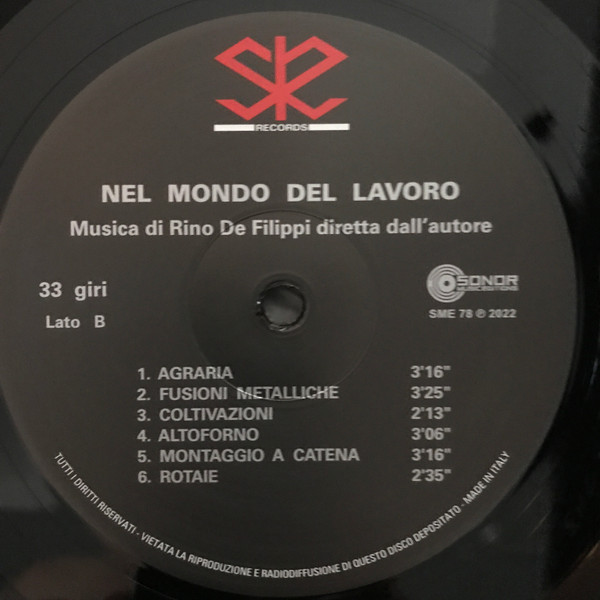 RECORDS
NEL MONDO DEL LAVORO
Musica di Rino De Filippi diretta dall'autore
33 giri
Lato B
SONOR
MUSIC EDITIONS
SME 78 ℗ 2022
1. AGRARIA 3'16"
2. FUSIONI METALLICHE 3'25"
3. COLTIVAZIONI 2'13"
4. ALTOFORNO 3'06"
5. MONTAGGIO A CATENA 3'16"
6. ROTAIE 2'35"
TUTTI I DIRITTI RISERVATI - VIETATA LA RIPRODUZIONE E RADIODIFFUSIONE DI QUESTO DISCO DEPOSITATO - MADE IN ITALY